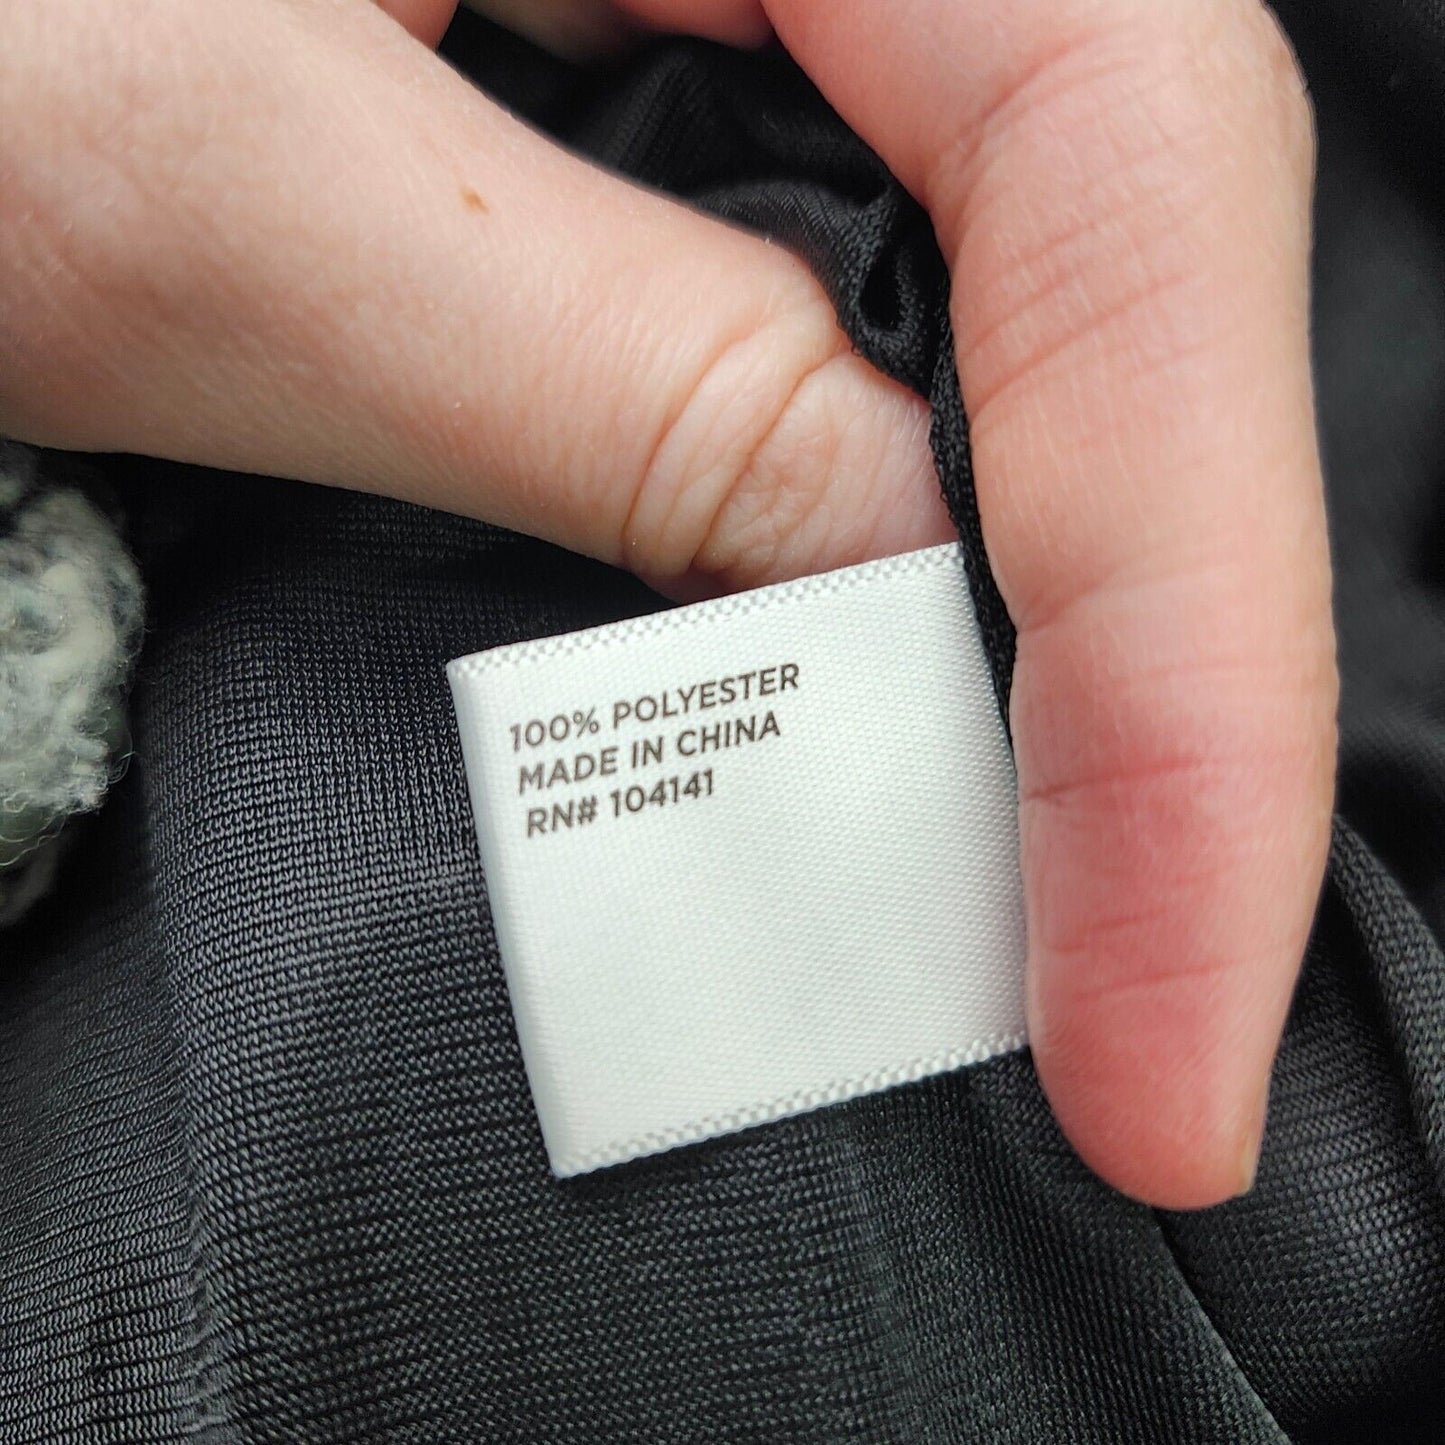 100% POLYESTER
MADE IN CHINA
RN# 104141